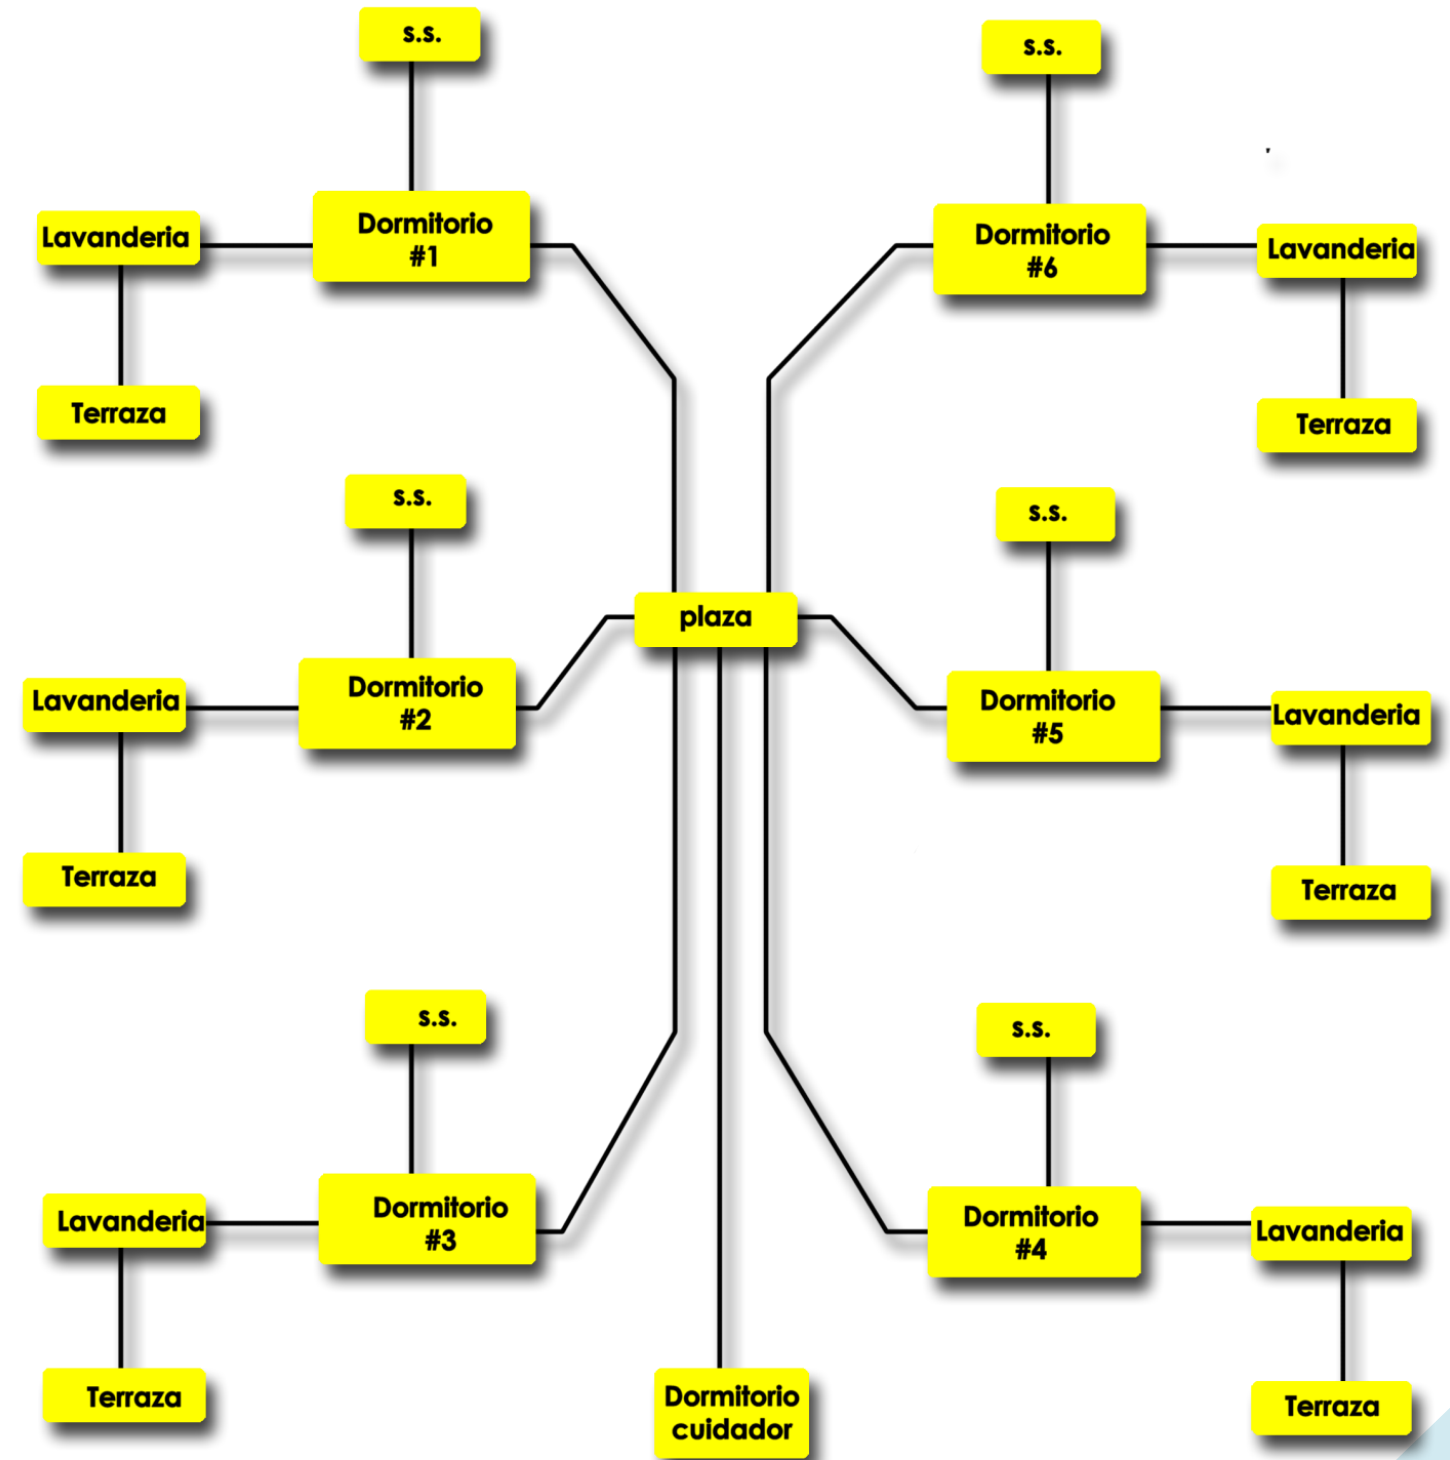 s.s.
s.s.
Dormitorio
#1
Lavanderia
Dormitorio
#6
Lavanderia
Terraza
Terraza
s.s.
s.s.
plaza
Dormitorio
#2
Lavanderia
Dormitorio
#5
Lavanderia
Terraza
Terraza
s.s.
s.s.
Dormitorio
#3
Lavanderia
Dormitorio
#4
Lavanderia
Terraza
Dormitorio
cuidador
Terraza